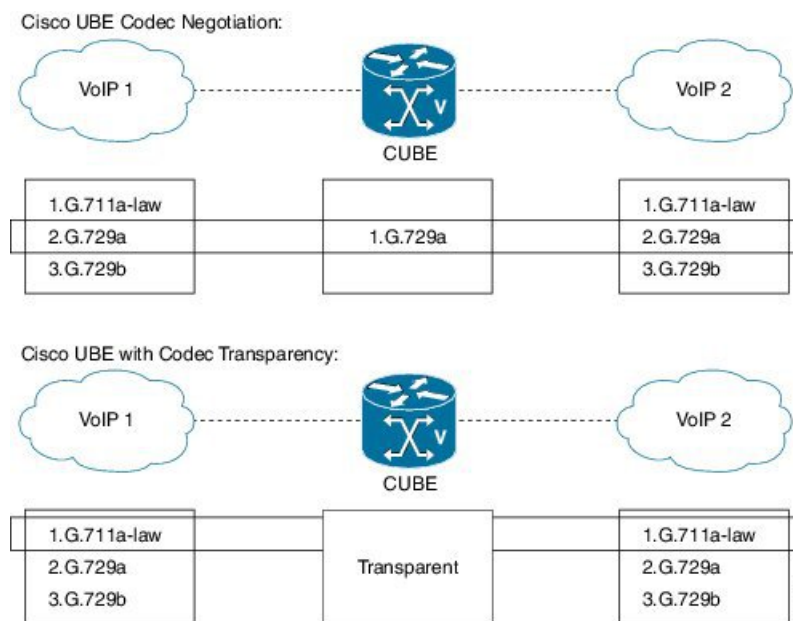 Cisco UBE Codec Negotiation:
VoIP 1
V
VoIP 2
CUBE
1.G.711a-law
2.G.729a
3.G.729b
1.G.729a
1.G.711a-law
2.G.729a
3.G.729b
Cisco UBE with Codec Transparency:
VoIP 1
V
VoIP 2
CUBE
1.G.711a-law
2.G.729a
3.G.729b
Transparent
1.G.711a-law
2.G.729a
3.G.729b